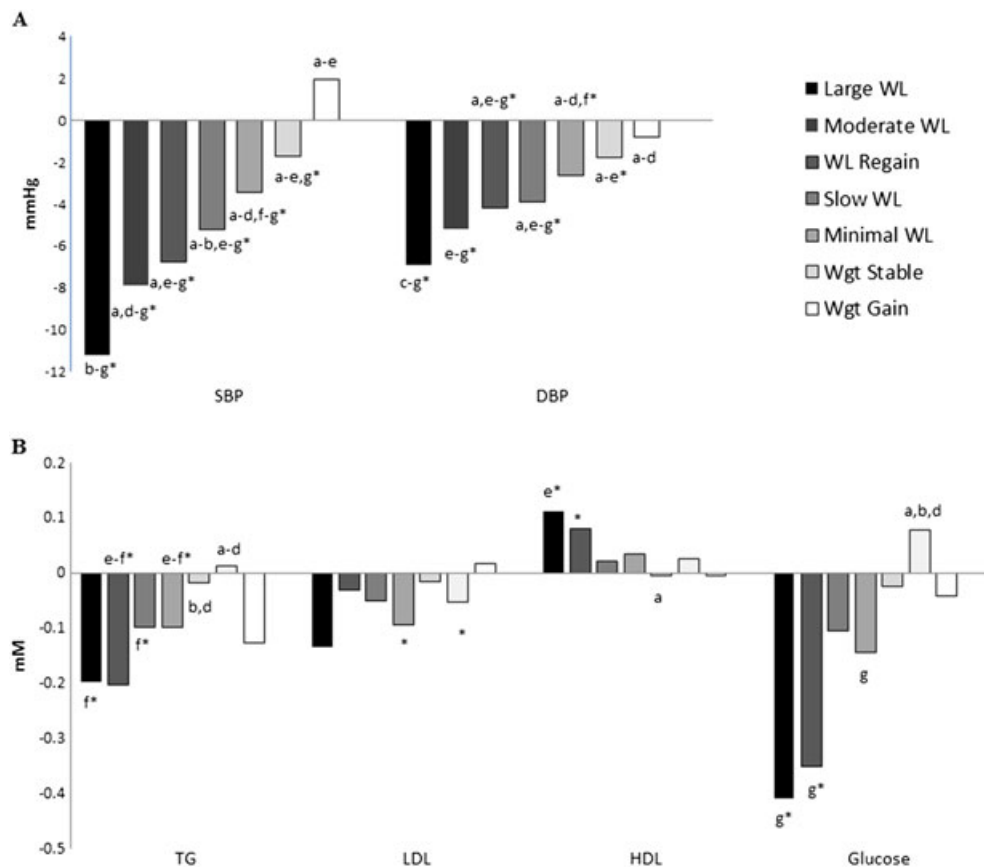 A
4
2
0
-2
-4
-6
-8
-10
-12
mmHg
a-e
a,e-g*
a-d,f*
a-d
a-e,g*
a-e*
a-d,f-g*
a-b,e-g*
a,e-g*
a,e-g*
e-g*
c-g*
a,d-g*
b-g*
SBP
DBP
Large WL
Moderate WL
WL Regain
Slow WL
Minimal WL
Wgt Stable
Wgt Gain
B
0.2
0.1
0
-0.1
-0.2
-0.3
-0.4
-0.5
mM
e*
*
e-f*
e-f*
a-d
a,b,d
f*
b,d
*
*
a
g
f*
g*
g*
TG
LDL
HDL
Glucose